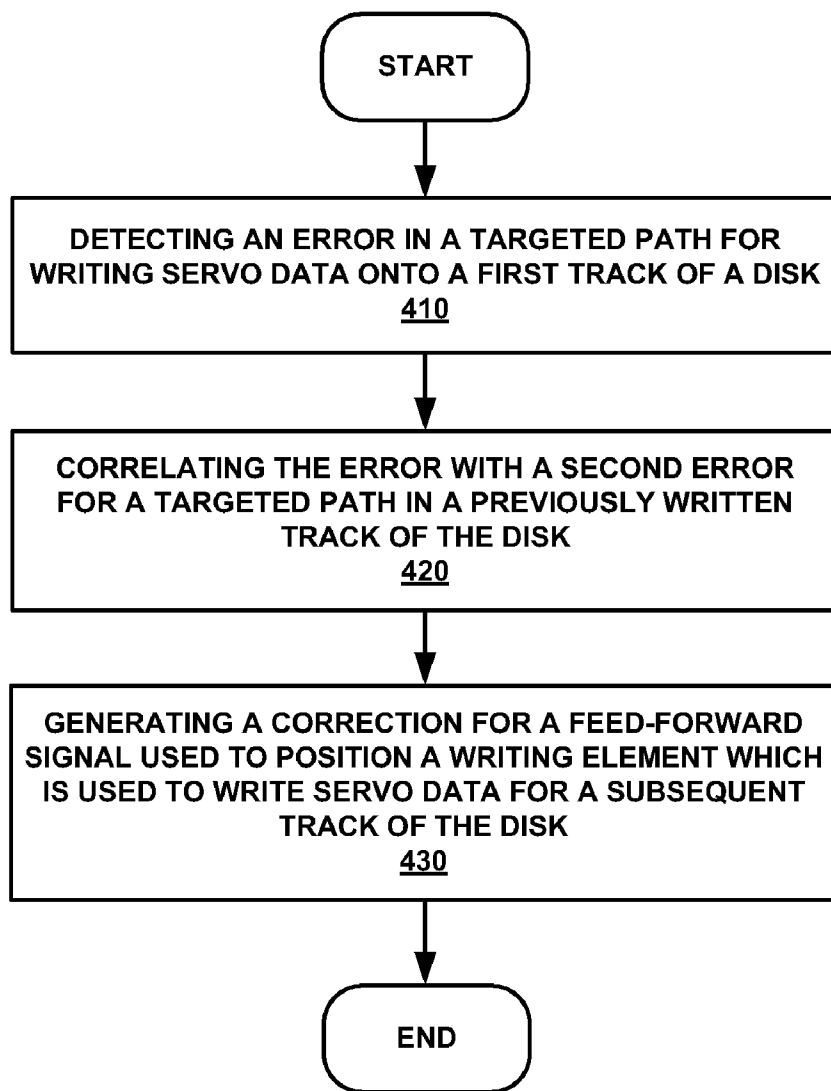 START
DETECTING AN ERROR IN A TARGETED PATH FOR
WRITING SERVO DATA ONTO A FIRST TRACK OF A DISK
410
CORRELATING THE ERROR WITH A SECOND ERROR
FOR A TARGETED PATH IN A PREVIOUSLY WRITTEN
TRACK OF THE DISK
420
GENERATING A CORRECTION FOR A FEED-FORWARD
SIGNAL USED TO POSITION A WRITING ELEMENT WHICH
IS USED TO WRITE SERVO DATA FOR A SUBSEQUENT
TRACK OF THE DISK
430
END